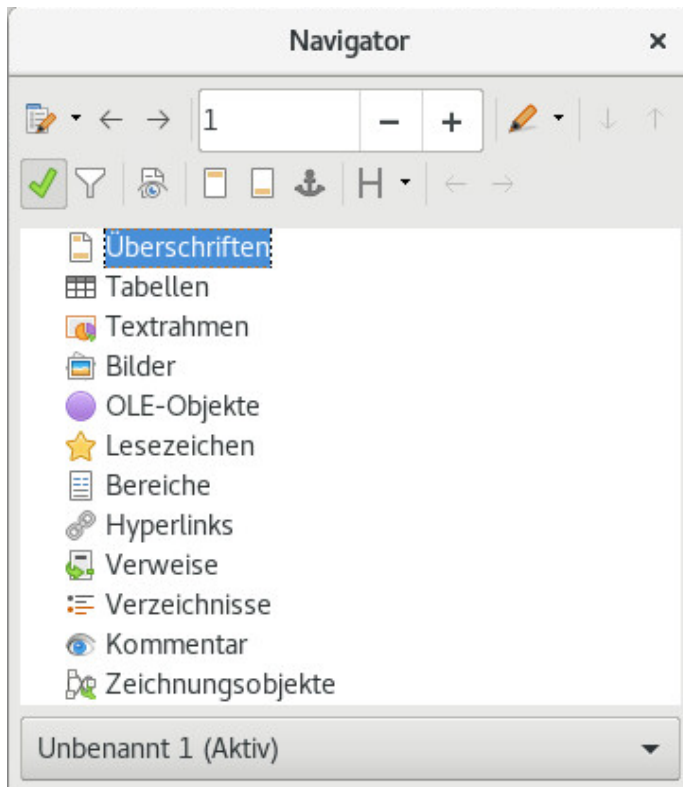 Navigator
1
Überschriften
Tabellen
Textrahmen
Bilder
OLE-Objekte
Lesezeichen
Bereiche
Hyperlinks
Verweise
Verzeichnisse
Kommentar
Zeichnungsobjekte
Unbenannt 1 (Aktiv)